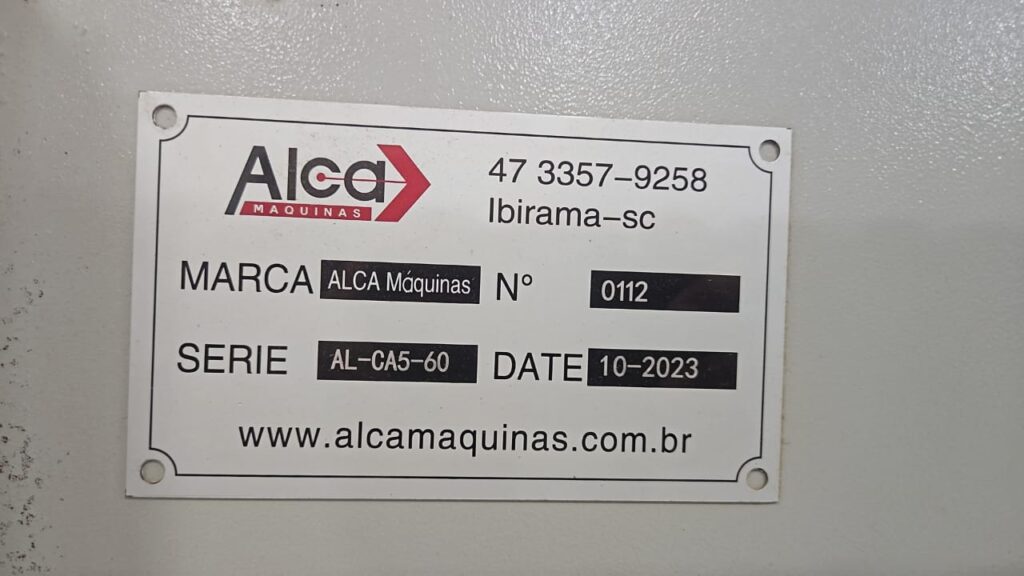 Alca
MAQUINAS
47 3357-9258
Ibirama-sc
MARCA ALCA Máquinas Nº 0112
SERIE AL-CA5-60 DATE 10-2023
www.alcamaquinas.com.br